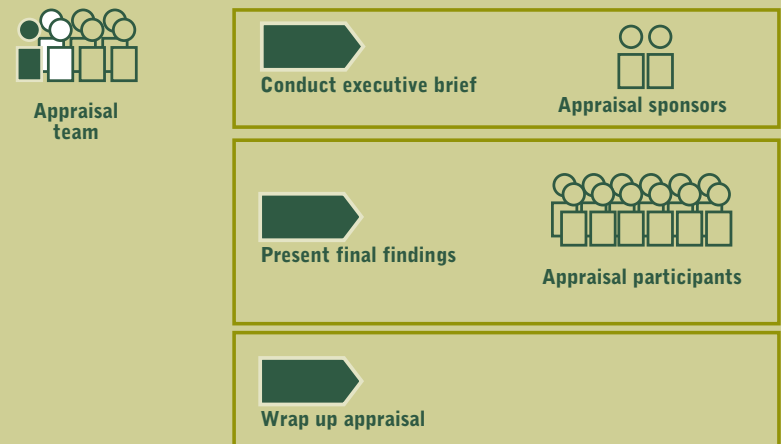 Appraisal
team
Conduct executive brief
Appraisal sponsors
Present final findings
Appraisal participants
Wrap up appraisal